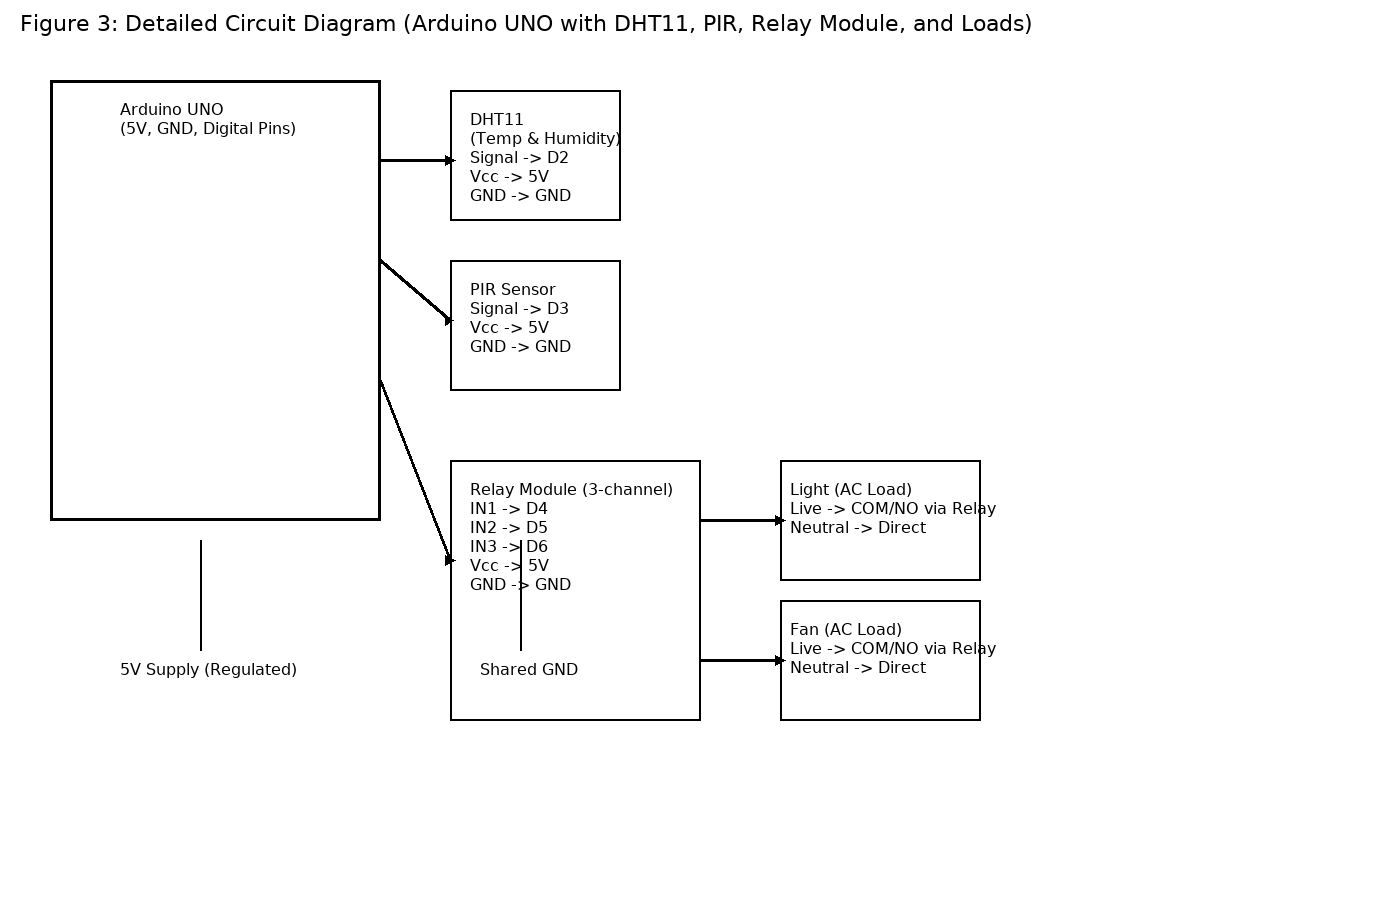 Figure 3: Detailed Circuit Diagram (Arduino UNO with DHT11, PIR, Relay Module, and Loads)
Arduino UNO
(5V, GND, Digital Pins)
DHT11
(Temp & Humidity)
Signal -> D2
Vcc -> 5V
GND -> GND
PIR Sensor
Signal -> D3
Vcc -> 5V
GND -> GND
Relay Module (3-channel)
IN1 -> D4
IN2 -> D5
IN3 -> D6
Vcc -> 5V
GND -> GND
Light (AC Load)
Live -> COM/NO via Relay
Neutral -> Direct
Fan (AC Load)
Live -> COM/NO via Relay
Neutral -> Direct
5V Supply (Regulated)
Shared GND